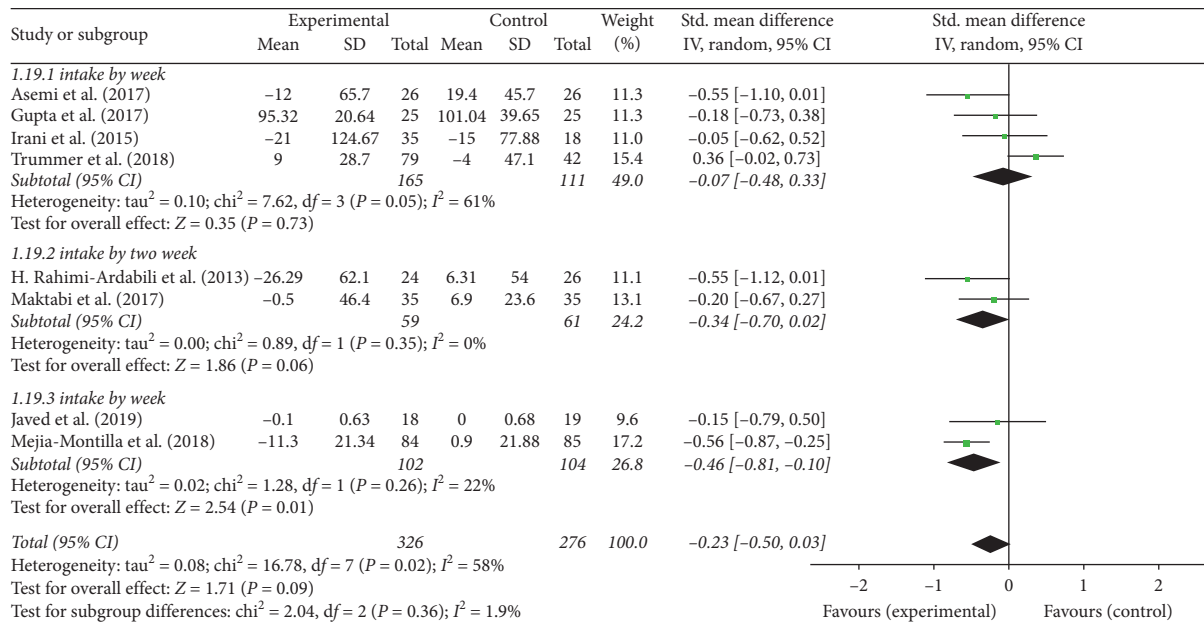 Study or subgroup Experimental Control Weight Std. mean difference Std. mean difference
Mean SD Total Mean SD Total (%) IV, random, 95% CI IV, random, 95% CI
1.19.1 intake by week
Asemi et al. (2017) –12 65.7 26 19.4 45.7 26 11.3 –0.55 [–1.10, 0.01]
Gupta et al. (2017) 95.32 20.64 25 101.04 39.65 25 11.3 –0.18 [–0.73, 0.38]
Irani et al. (2015) –21 124.67 35 –15 77.88 18 11.0 –0.05 [–0.62, 0.52]
Trummer et al. (2018) 9 28.7 79 –4 47.1 42 15.4 0.36 [–0.02, 0.73]
Subtotal (95% CI) 165 111 49.0 –0.07 [–0.48, 0.33]
Heterogeneity: tau² = 0.10; chi² = 7.62, df = 3 (P = 0.05); I² = 61%
Test for overall effect: Z = 0.35 (P = 0.73)
1.19.2 intake by two week
H. Rahimi-Ardabili et al. (2013) –26.29 62.1 24 6.31 54 26 11.1 –0.55 [–1.12, 0.01]
Maktabi et al. (2017) –0.5 46.4 35 6.9 23.6 35 13.1 –0.20 [–0.67, 0.27]
Subtotal (95% CI) 59 61 24.2 –0.34 [–0.70, 0.02]
Heterogeneity: tau² = 0.00; chi² = 0.89, df = 1 (P = 0.35); I² = 0%
Test for overall effect: Z = 1.86 (P = 0.06)
1.19.3 intake by week
Javed et al. (2019) –0.1 0.63 18 0 0.68 19 9.6 –0.15 [–0.79, 0.50]
Mejia-Montilla et al. (2018) –11.3 21.34 84 0.9 21.88 85 17.2 –0.56 [–0.87, –0.25]
Subtotal (95% CI) 102 104 26.8 –0.46 [–0.81, –0.10]
Heterogeneity: tau² = 0.02; chi² = 1.28, df = 1 (P = 0.26); I² = 22%
Test for overall effect: Z = 2.54 (P = 0.01)
Total (95% CI) 326 276 100.0 –0.23 [–0.50, 0.03]
Heterogeneity: tau² = 0.08; chi² = 16.78, df = 7 (P = 0.02); I² = 58%
Test for overall effect: Z = 1.71 (P = 0.09)
Test for subgroup differences: chi² = 2.04, df = 2 (P = 0.36); I² = 1.9%
–2 –1 0 1 2
Favours (experimental) Favours (control)